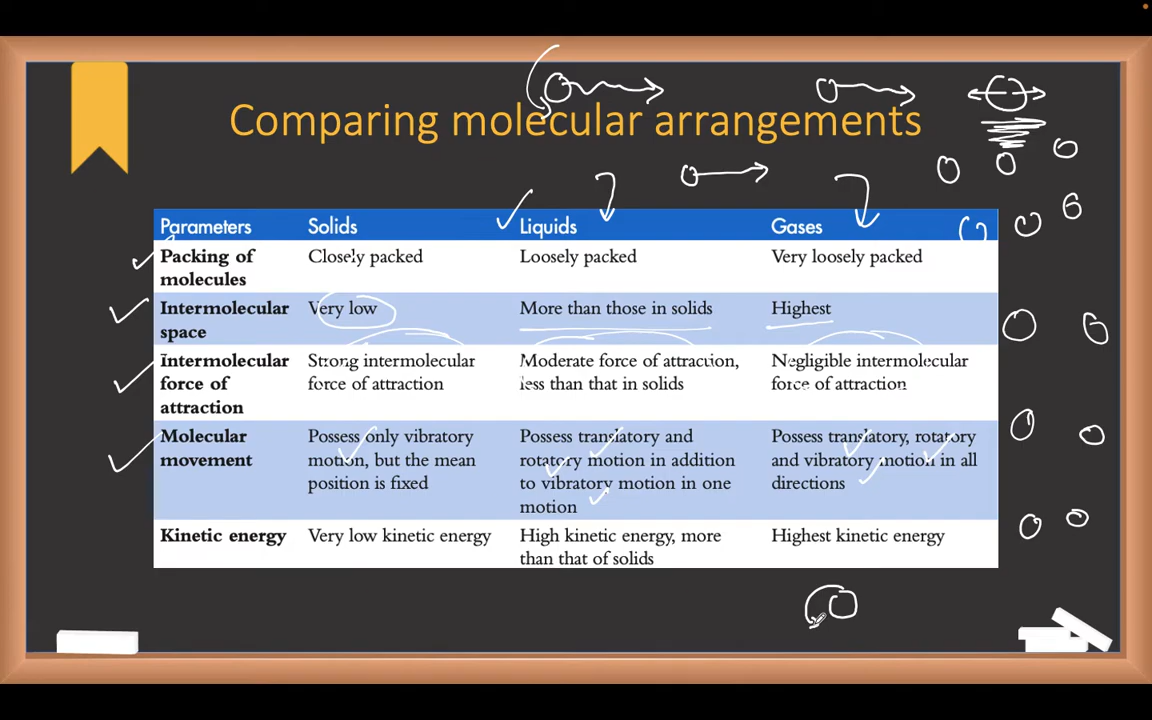 Comparing molecular arrangements
Parameters Solids Liquids Gases
Packing of Closely packed Loosely packed Very loosely packed
molecules
Intermolecular Very low More than those in solids Highest
space
Intermolecular Strong intermolecular Moderate force of attraction, Negligible intermolecular
force of force of attraction less than that in solids force of attraction
attraction
Molecular Possess only vibratory Possess translatory and Possess translatory, rotatory
movement motion, but the mean rotatory motion in addition and vibratory motion in all
position is fixed to vibratory motion in one directions
motion
Kinetic energy Very low kinetic energy High kinetic energy, more Highest kinetic energy
than that of solids